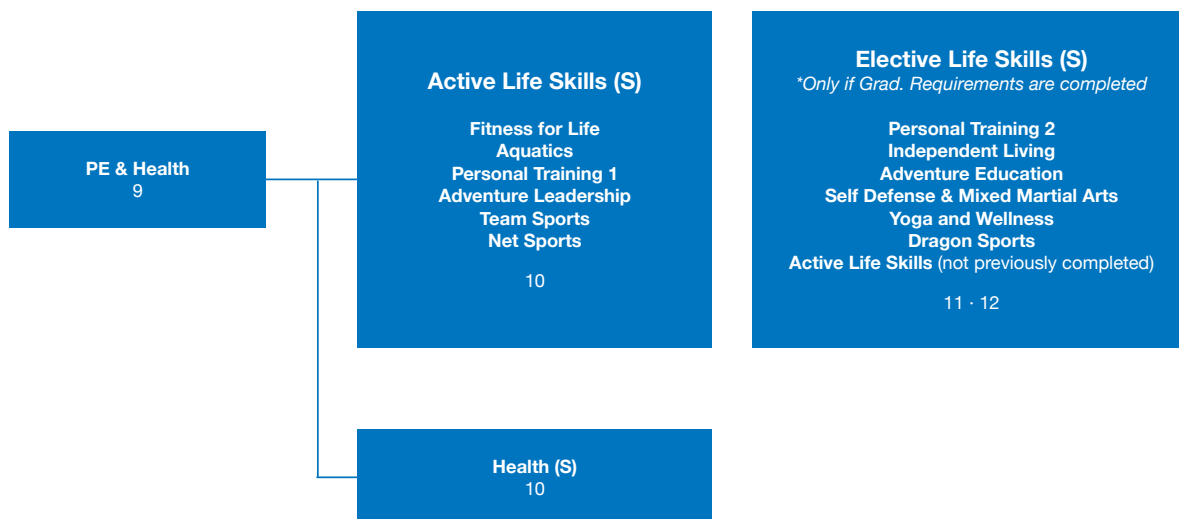 PE & Health
9
Active Life Skills (S)
Fitness for Life
Aquatics
Personal Training 1
Adventure Leadership
Team Sports
Net Sports
10
Elective Life Skills (S)
*Only if Grad. Requirements are completed
Personal Training 2
Independent Living
Adventure Education
Self Defense & Mixed Martial Arts
Yoga and Wellness
Dragon Sports
Active Life Skills (not previously completed)
11 · 12
Health (S)
10